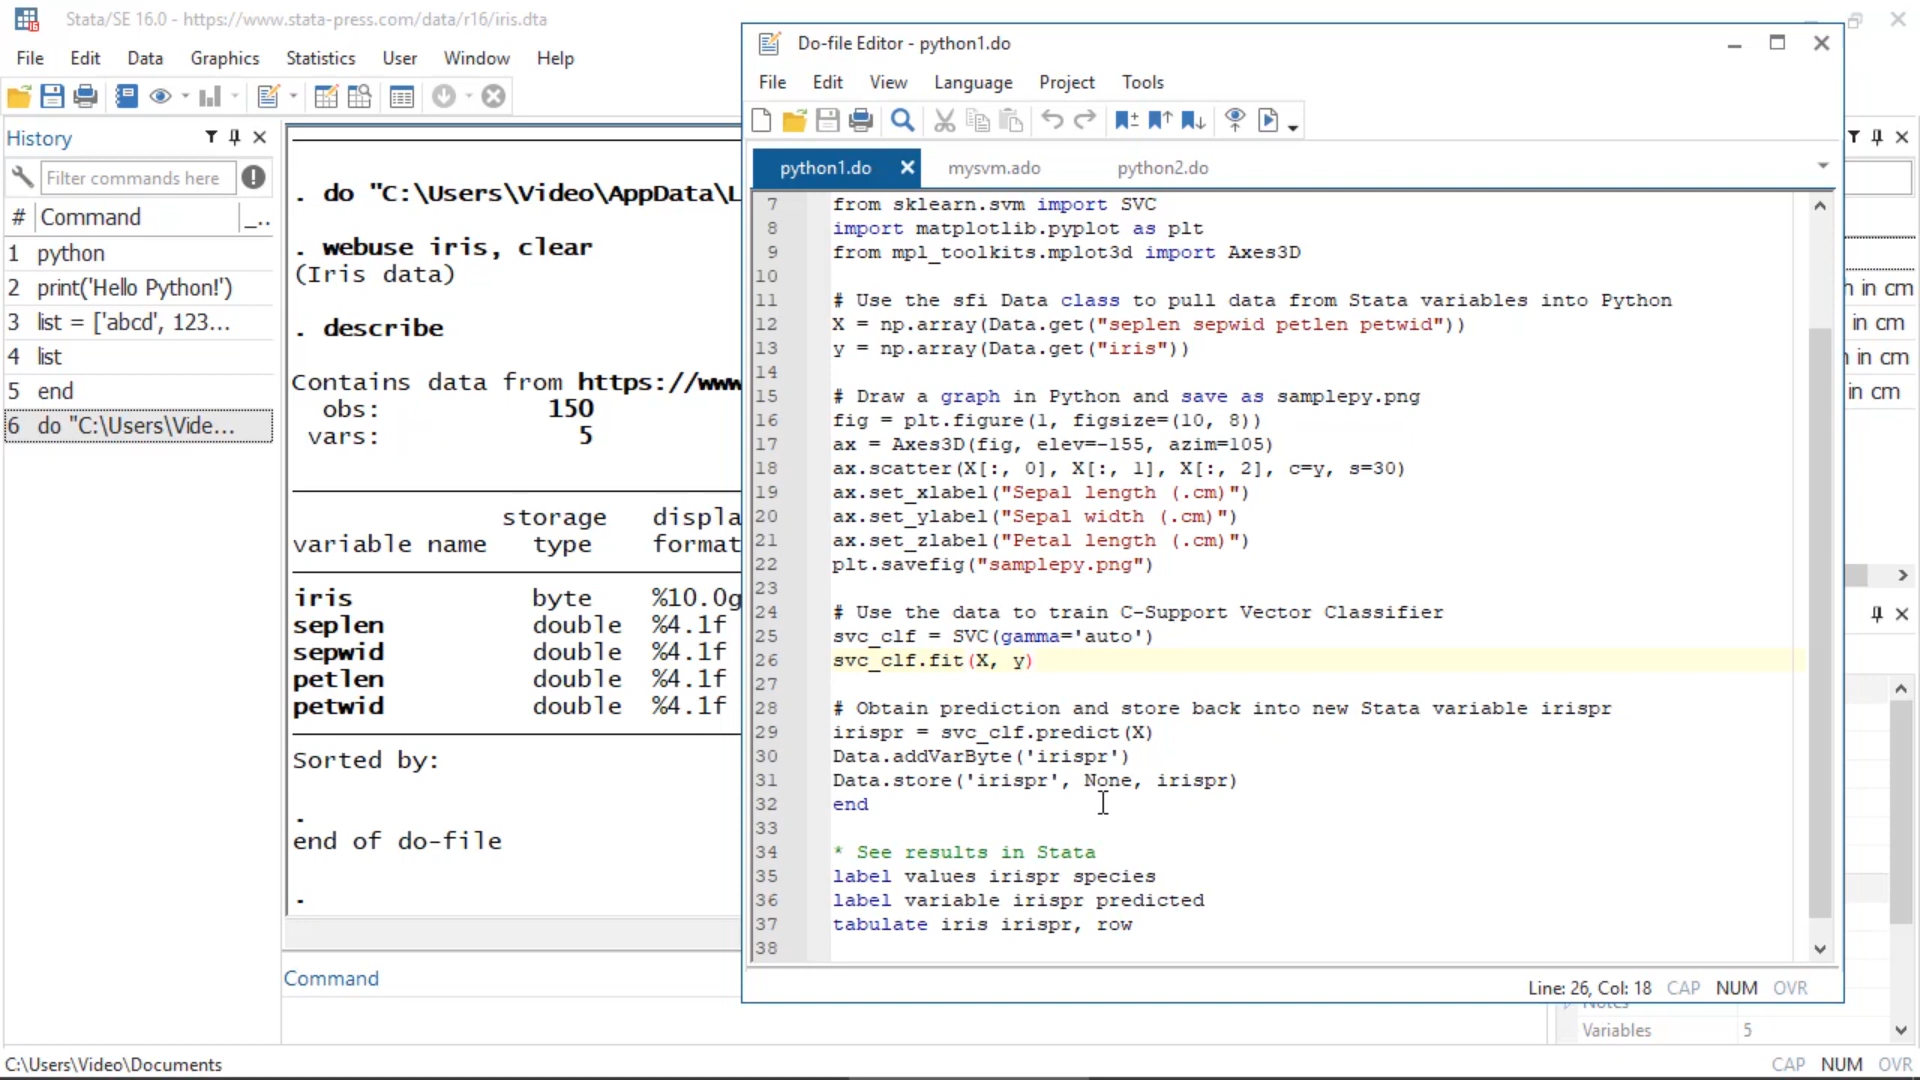 Stata/SE 16.0 - https://www.stata-press.com/data/r16/iris.dta
File Edit Data Graphics Statistics User Window Help
History
Filter commands here
# Command _..
1 python
2 print('Hello Python!')
3 list = ['abcd', 123...
4 list
5 end
6 do "C:\Users\Vide...
. do "C:\Users\Video\AppData\L
. webuse iris, clear
(Iris data)
. describe
Contains data from https://www
obs: 150
vars: 5
storage displa
variable name type format
iris byte %10.0g
seplen double %4.1f
sepwid double %4.1f
petlen double %4.1f
petwid double %4.1f
Sorted by:
.
end of do-file
.
Command
Do-file Editor - python1.do
File Edit View Language Project Tools
python1.do mysvm.ado python2.do
7 from sklearn.svm import SVC
8 import matplotlib.pyplot as plt
9 from mpl_toolkits.mplot3d import Axes3D
10
11 # Use the sfi Data class to pull data from Stata variables into Python
12 X = np.array(Data.get("seplen sepwid petlen petwid"))
13 y = np.array(Data.get("iris"))
14
15 # Draw a graph in Python and save as samplepy.png
16 fig = plt.figure(1, figsize=(10, 8))
17 ax = Axes3D(fig, elev=-155, azim=105)
18 ax.scatter(X[:, 0], X[:, 1], X[:, 2], c=y, s=30)
19 ax.set_xlabel("Sepal length (.cm)")
20 ax.set_ylabel("Sepal width (.cm)")
21 ax.set_zlabel("Petal length (.cm)")
22 plt.savefig("samplepy.png")
23
24 # Use the data to train C-Support Vector Classifier
25 svc_clf = SVC(gamma='auto')
26 svc_clf.fit(X, y)
27
28 # Obtain prediction and store back into new Stata variable irispr
29 irispr = svc_clf.predict(X)
30 Data.addVarByte('irispr')
31 Data.store('irispr', None, irispr)
32 end
33
34 * See results in Stata
35 label values irispr species
36 label variable irispr predicted
37 tabulate iris irispr, row
38
Line: 26, Col: 18 CAP NUM OVR
h in cm
in cm
in cm
in cm
Variables 5
C:\Users\Video\Documents
CAP NUM OVR